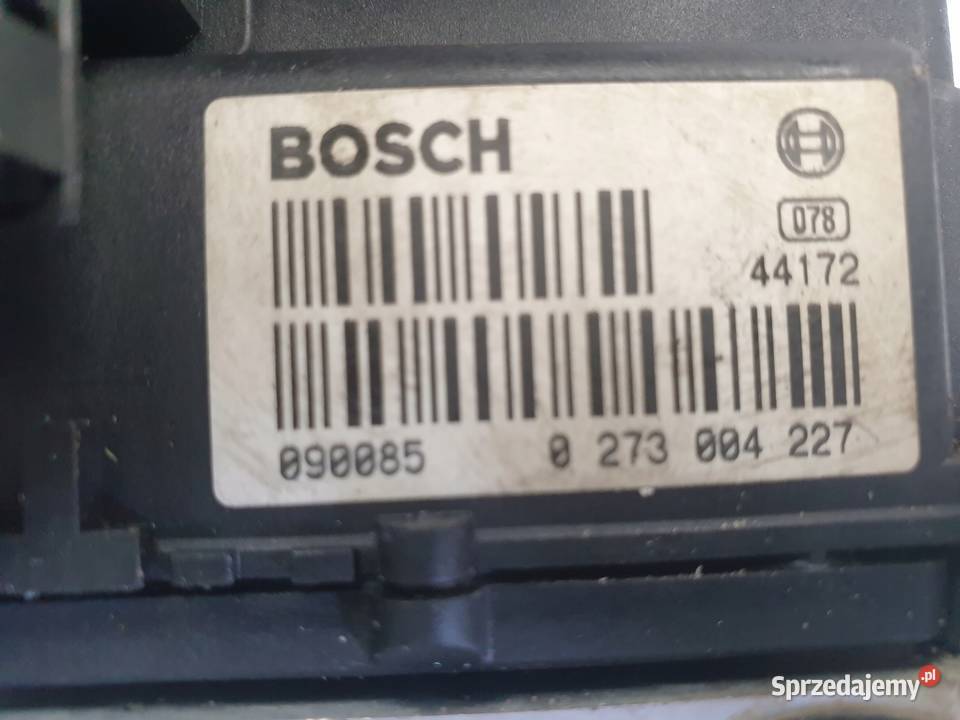 BOSCH
078
44172
090085 0 273 004 227
Sprzedajemy.pl